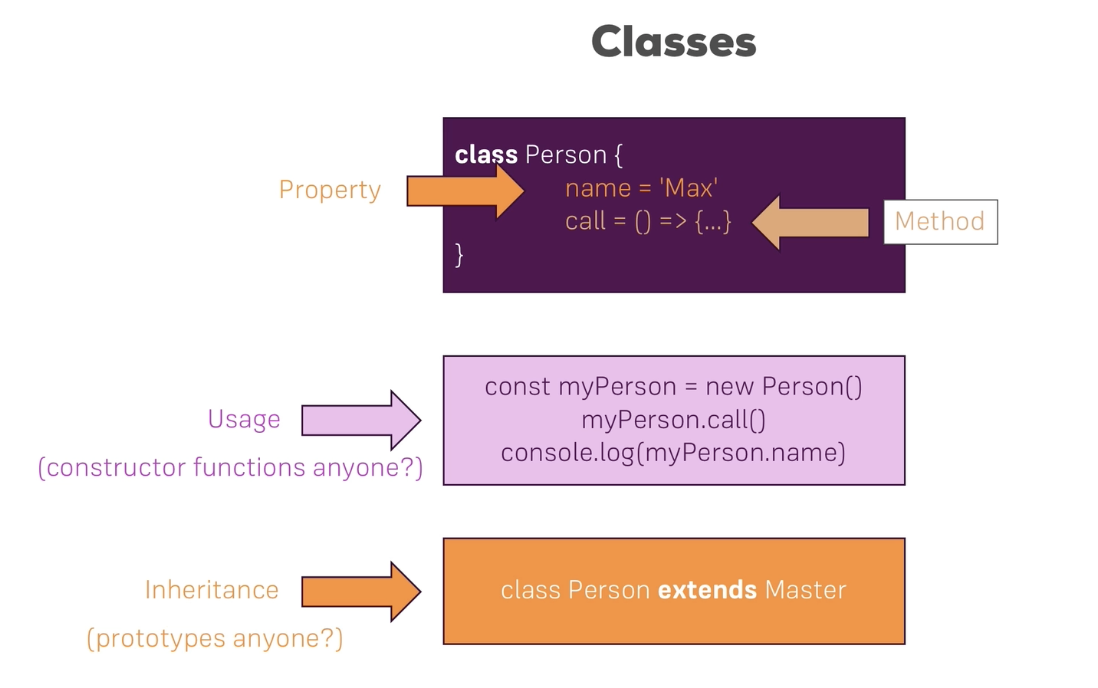 Classes
class Person {
Property
name = 'Max'
call = () => {...}
Method
}
Usage
(constructor functions anyone?)
const myPerson = new Person()
myPerson.call()
console.log(myPerson.name)
Inheritance
(prototypes anyone?)
class Person extends Master